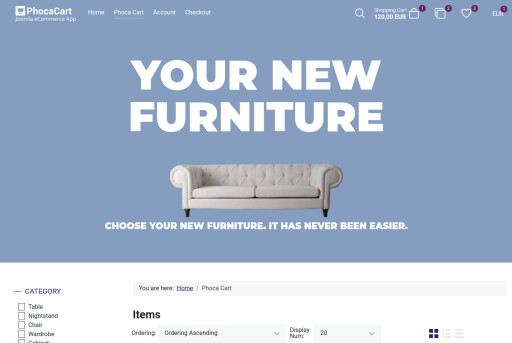 PhocaCart
Joomla eCommerce App
Home Phoca Cart Account Checkout
Shopping Cart
120,00 EUR
1
2
3
EUR
1
YOUR NEW
FURNITURE
CHOOSE YOUR NEW FURNITURE. IT HAS NEVER BEEN EASIER.
CATEGORY
Table
Nightstand
Chair
Wardrobe
Cabinet
You are here: Home / Phoca Cart
Items
Ordering: Ordering Ascending
Display
Num:
20